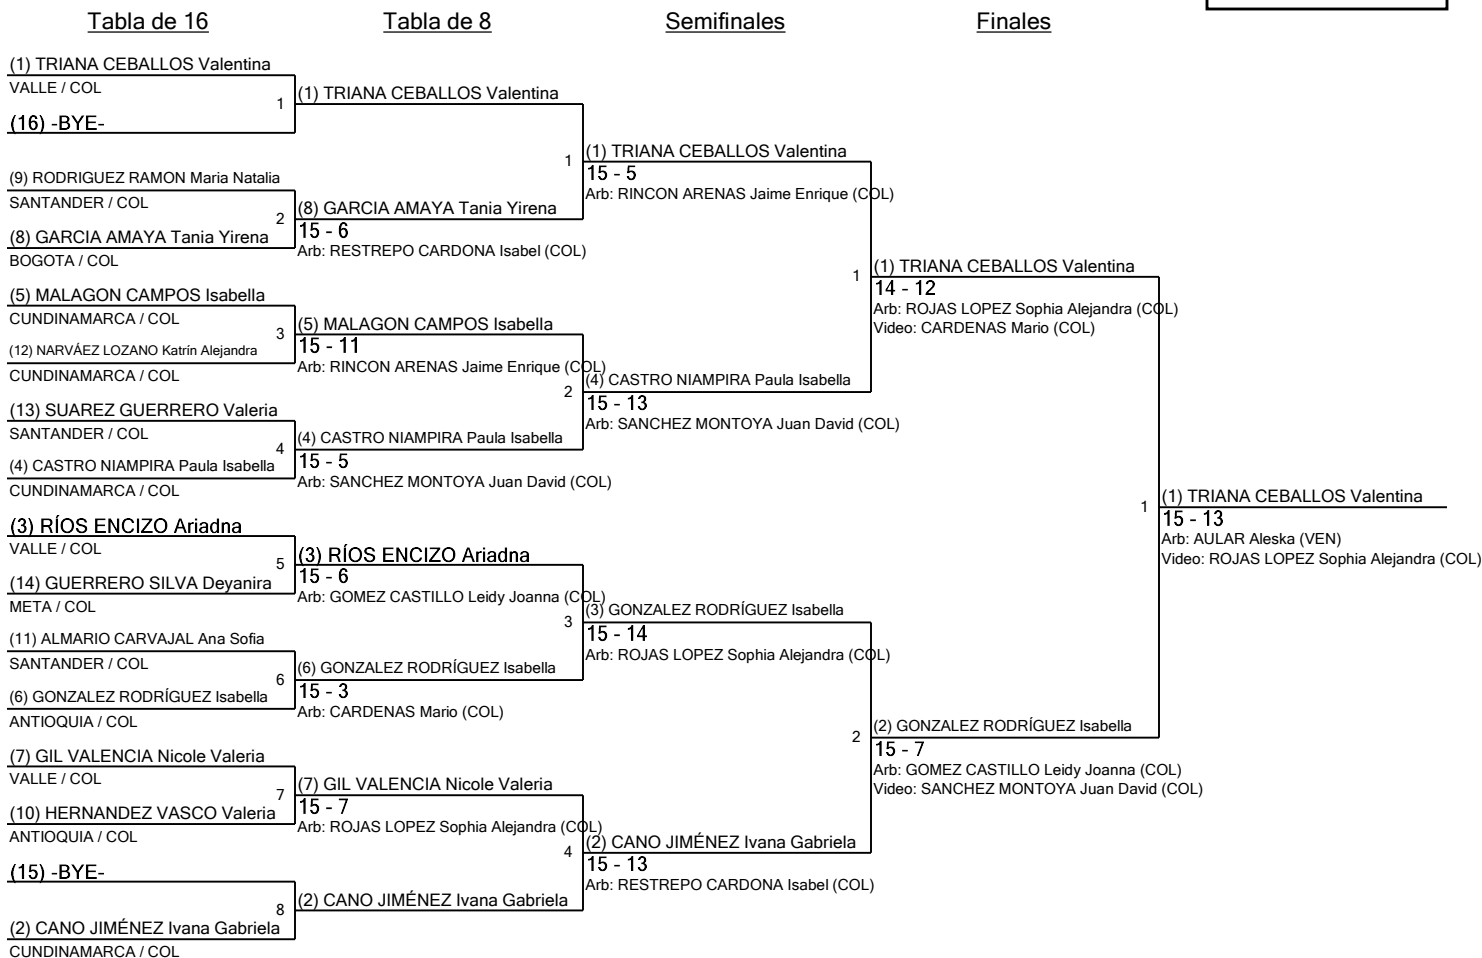 Tabla de 16
Tabla de 8
Semifinales
Finales
(1) TRIANA CEBALLOS Valentina
VALLE / COL
1
(16) -BYE-
(9) RODRIGUEZ RAMON Maria Natalia
SANTANDER / COL
2
(8) GARCIA AMAYA Tania Yirena
BOGOTA / COL
(5) MALAGON CAMPOS Isabella
CUNDINAMARCA / COL
3
(12) NARVÁEZ LOZANO Katrín Alejandra
CUNDINAMARCA / COL
(13) SUAREZ GUERRERO Valeria
SANTANDER / COL
4
(4) CASTRO NIAMPIRA Paula Isabella
CUNDINAMARCA / COL
(3) RÍOS ENCIZO Ariadna
VALLE / COL
5
(14) GUERRERO SILVA Deyanira
META / COL
(11) ALMARIO CARVAJAL Ana Sofia
SANTANDER / COL
6
(6) GONZALEZ RODRÍGUEZ Isabella
ANTIOQUIA / COL
(7) GIL VALENCIA Nicole Valeria
VALLE / COL
7
(10) HERNANDEZ VASCO Valeria
ANTIOQUIA / COL
(15) -BYE-
8
(2) CANO JIMÉNEZ Ivana Gabriela
CUNDINAMARCA / COL
(1) TRIANA CEBALLOS Valentina
1
(8) GARCIA AMAYA Tania Yirena
15 - 6
Arb: RESTREPO CARDONA Isabel (COL)
(5) MALAGON CAMPOS Isabella
15 - 11
Arb: RINCON ARENAS Jaime Enrique (COL)
2
(4) CASTRO NIAMPIRA Paula Isabella
15 - 5
Arb: SANCHEZ MONTOYA Juan David (COL)
(3) RÍOS ENCIZO Ariadna
15 - 6
Arb: GOMEZ CASTILLO Leidy Joanna (COL)
3
(6) GONZALEZ RODRÍGUEZ Isabella
15 - 3
Arb: CARDENAS Mario (COL)
(7) GIL VALENCIA Nicole Valeria
15 - 7
Arb: ROJAS LOPEZ Sophia Alejandra (COL)
4
(2) CANO JIMÉNEZ Ivana Gabriela
(1) TRIANA CEBALLOS Valentina
15 - 5
Arb: RINCON ARENAS Jaime Enrique (COL)
1
(4) CASTRO NIAMPIRA Paula Isabella
15 - 13
Arb: SANCHEZ MONTOYA Juan David (COL)
(3) GONZALEZ RODRÍGUEZ Isabella
15 - 14
Arb: ROJAS LOPEZ Sophia Alejandra (COL)
2
(2) CANO JIMÉNEZ Ivana Gabriela
15 - 13
Arb: RESTREPO CARDONA Isabel (COL)
(1) TRIANA CEBALLOS Valentina
14 - 12
Arb: ROJAS LOPEZ Sophia Alejandra (COL)
Video: CARDENAS Mario (COL)
1
(2) GONZALEZ RODRÍGUEZ Isabella
15 - 7
Arb: GOMEZ CASTILLO Leidy Joanna (COL)
Video: SANCHEZ MONTOYA Juan David (COL)
(1) TRIANA CEBALLOS Valentina
15 - 13
Arb: AULAR Aleska (VEN)
Video: ROJAS LOPEZ Sophia Alejandra (COL)